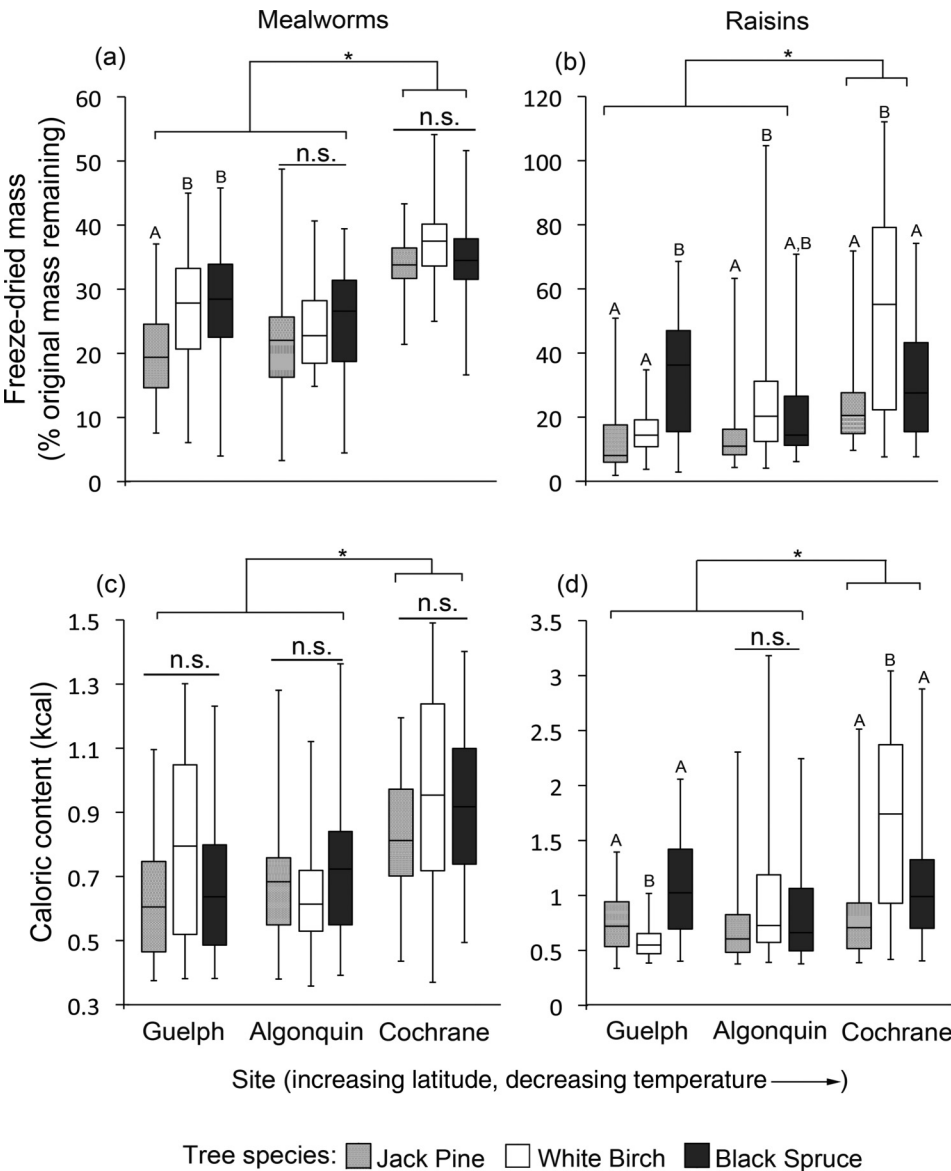 Mealworms
Raisins
(a)
*
(b)
*
60
50
40
30
20
10
0
Freeze-dried mass
(% original mass remaining)
A
B
B
n.s.
n.s.
120
100
80
60
40
20
0
A
A
B
A
B
A,B
A
B
A
(c)
*
(d)
*
1.5
1.3
1.1
0.9
0.7
0.5
0.3
Caloric content (kcal)
n.s.
n.s.
n.s.
3.5
3
2.5
2
1.5
1
0.5
0
A
B
A
n.s.
A
B
A
Guelph Algonquin Cochrane
Guelph Algonquin Cochrane
Site (increasing latitude, decreasing temperature ⟶)
Tree species: Jack Pine White Birch Black Spruce